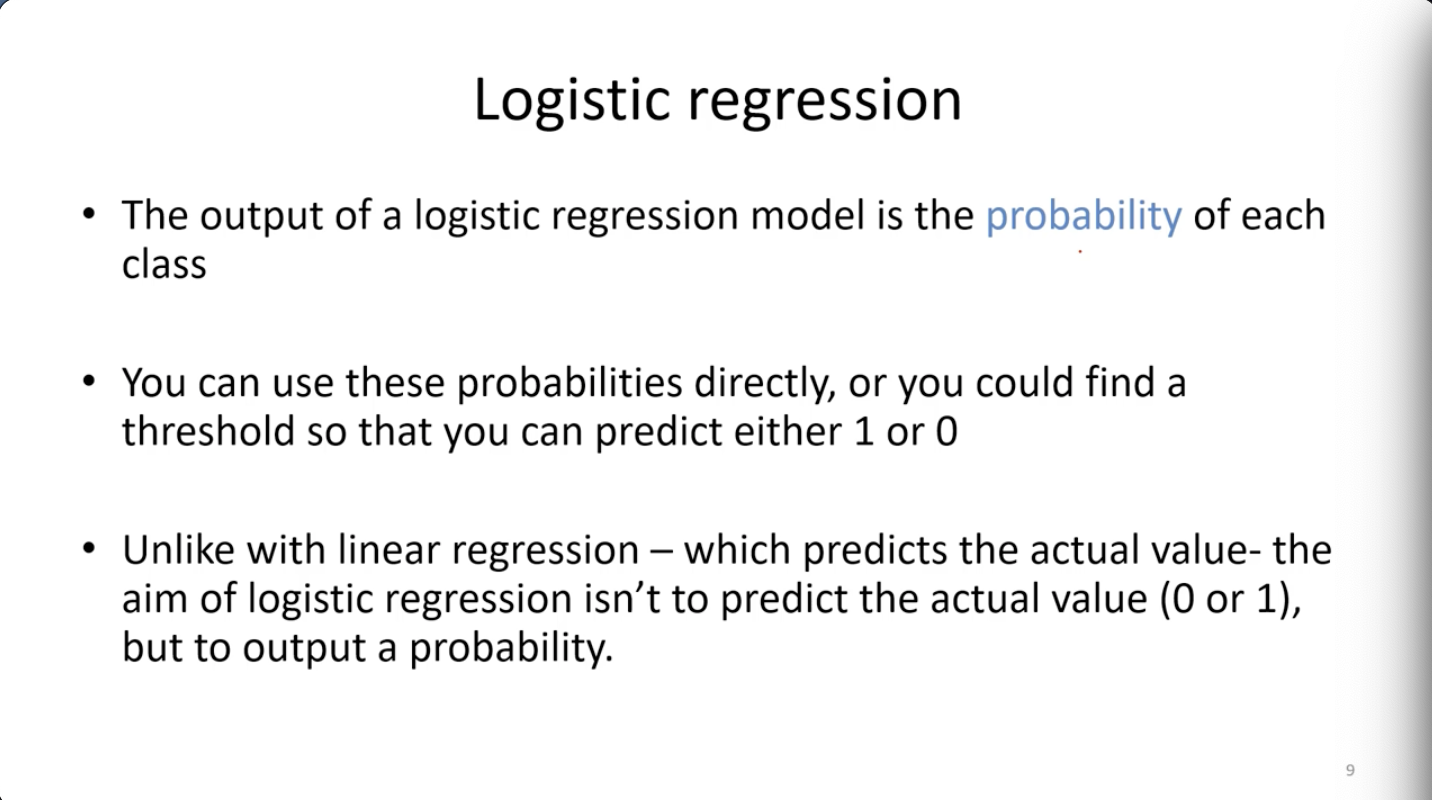 Logistic regression
• The output of a logistic regression model is the probability of each
class
• You can use these probabilities directly, or you could find a
threshold so that you can predict either 1 or 0
• Unlike with linear regression – which predicts the actual value- the
aim of logistic regression isn’t to predict the actual value (0 or 1),
but to output a probability.
9